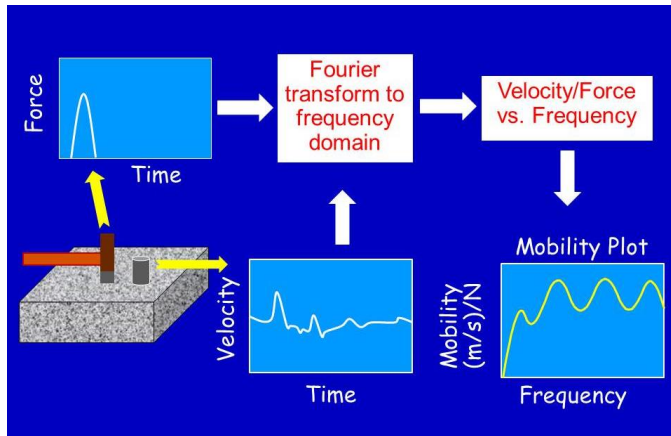 Force
Time
Fourier
transform to
frequency
domain
Velocity/Force
vs. Frequency
Velocity
Time
Mobility Plot
Mobility
(m/s)/N
Frequency